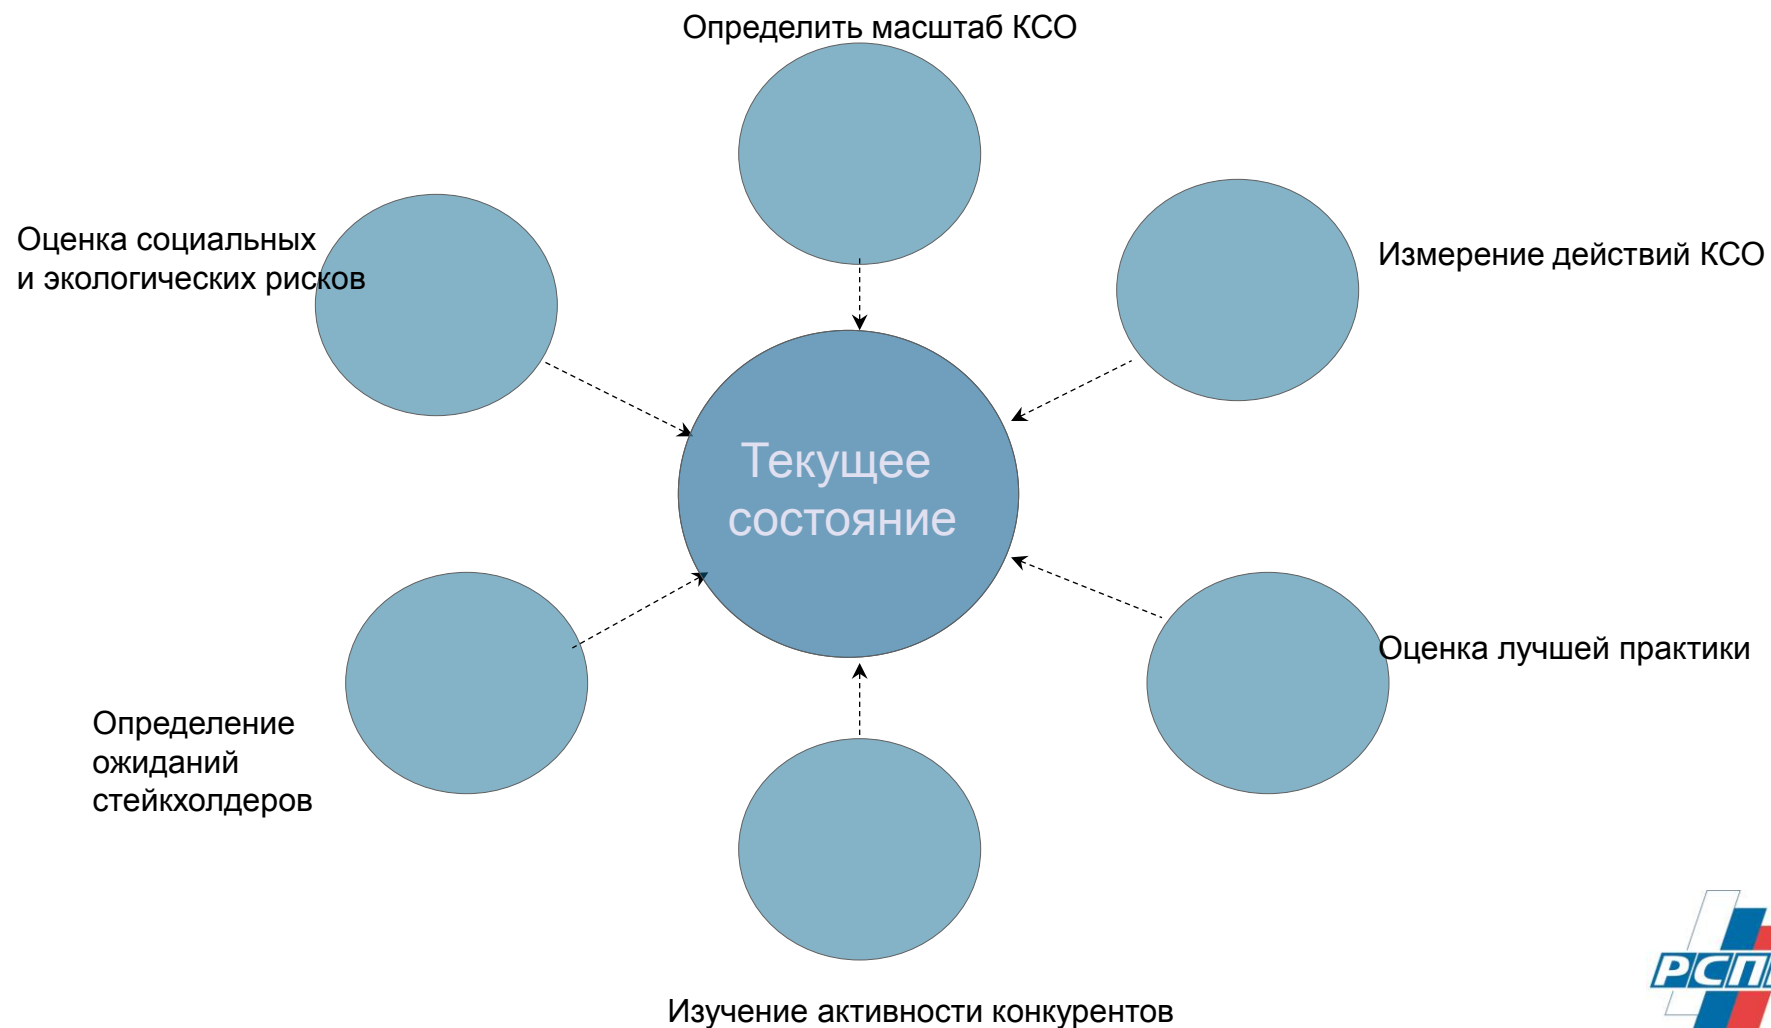 Определить масштаб КСО
Оценка социальных
и экологических рисков
Измерение действий КСО
Текущее
состояние
Оценка лучшей практики
Определение
ожиданий
стейкхолдеров
Изучение активности конкурентов